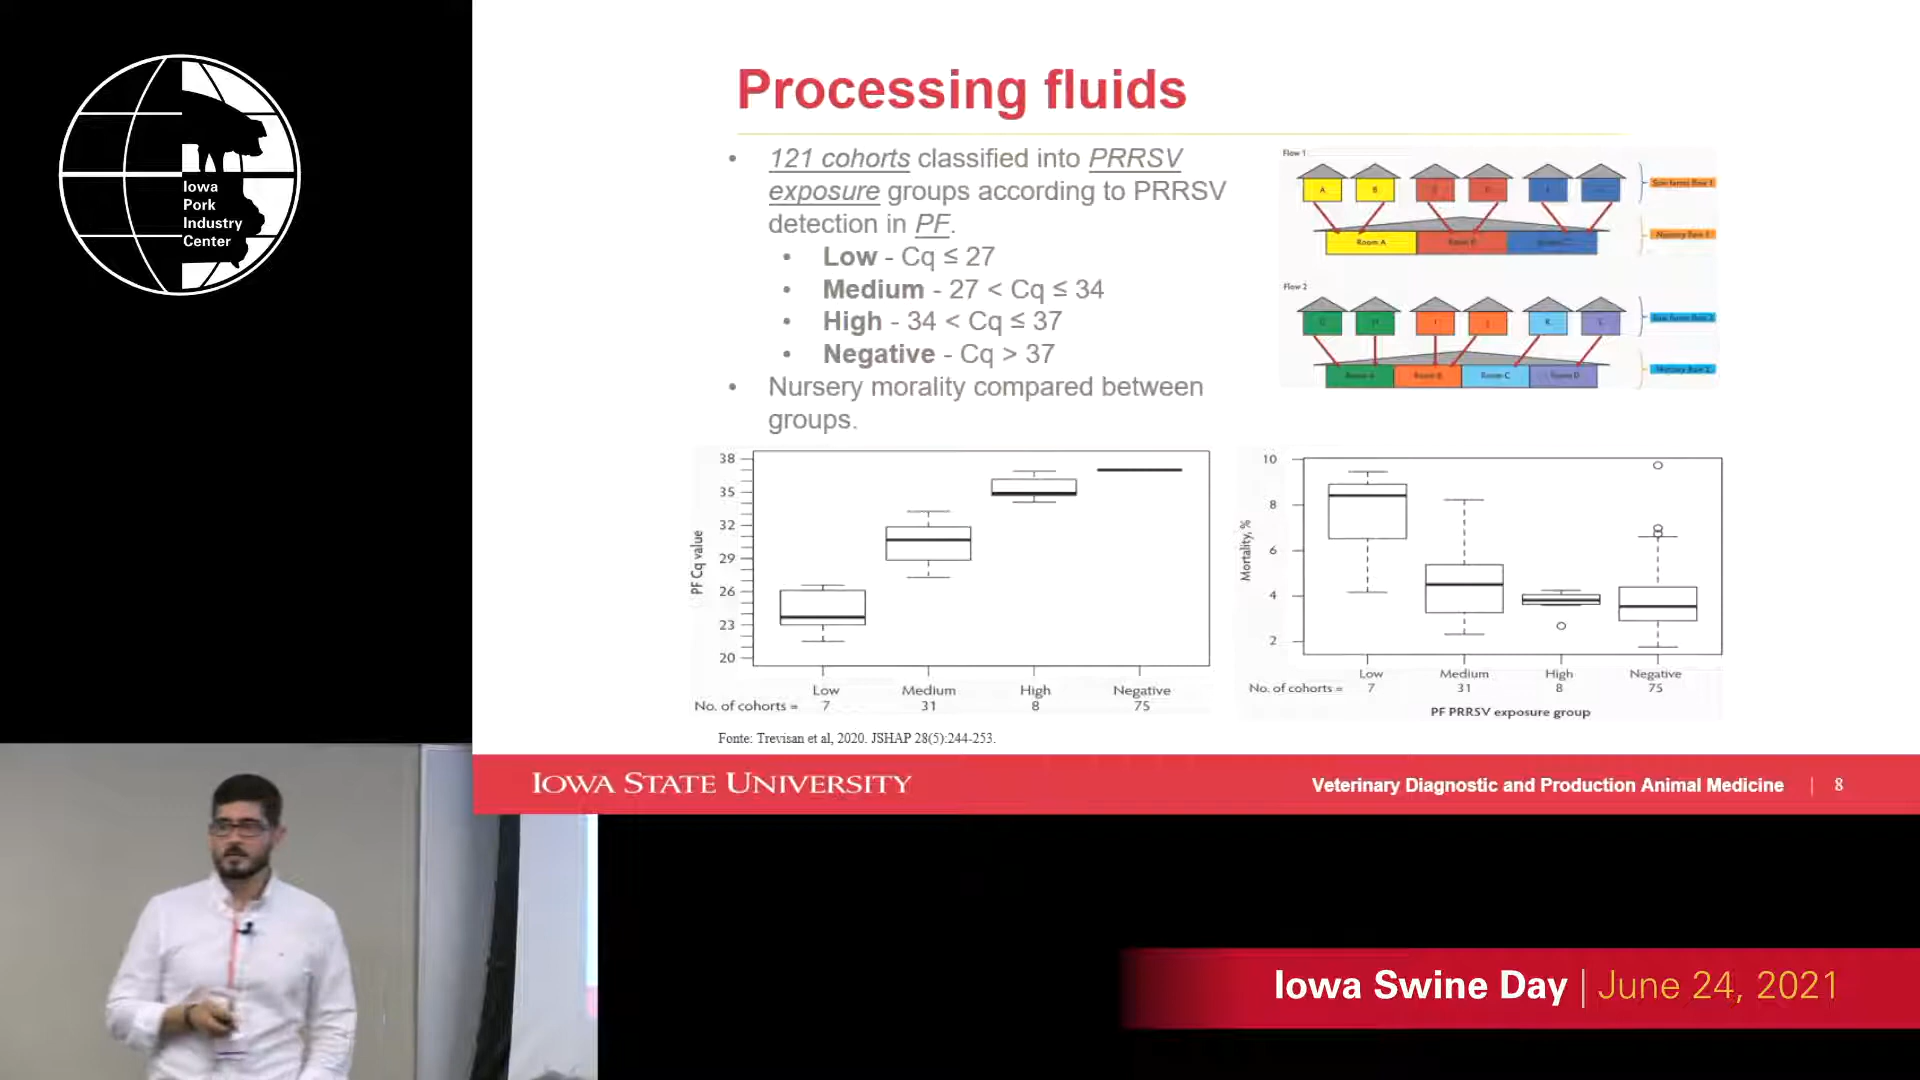 Iowa
Pork
Industry
Center
Processing fluids
• 121 cohorts classified into PRRSV
exposure groups according to PRRSV
detection in PF.
• Low - Cq ≤ 27
• Medium - 27 < Cq ≤ 34
• High - 34 < Cq ≤ 37
• Negative - Cq > 37
• Nursery morality compared between
groups.
Flow 1
A B
Room A
Flow 2
Room C
38
35
32
29
26
23
20
PF Cq value
Low Medium High Negative
No. of cohorts = 7 31 8 75
10
8
6
4
2
Mortality, %
Low Medium High Negative
No. of cohorts = 7 31 8 75
PF PRRSV exposure group
Fonte: Trevisan et al, 2020. JSHAP 28(5):244-253.
IOWA STATE UNIVERSITY
Veterinary Diagnostic and Production Animal Medicine | 8
Iowa Swine Day | June 24, 2021